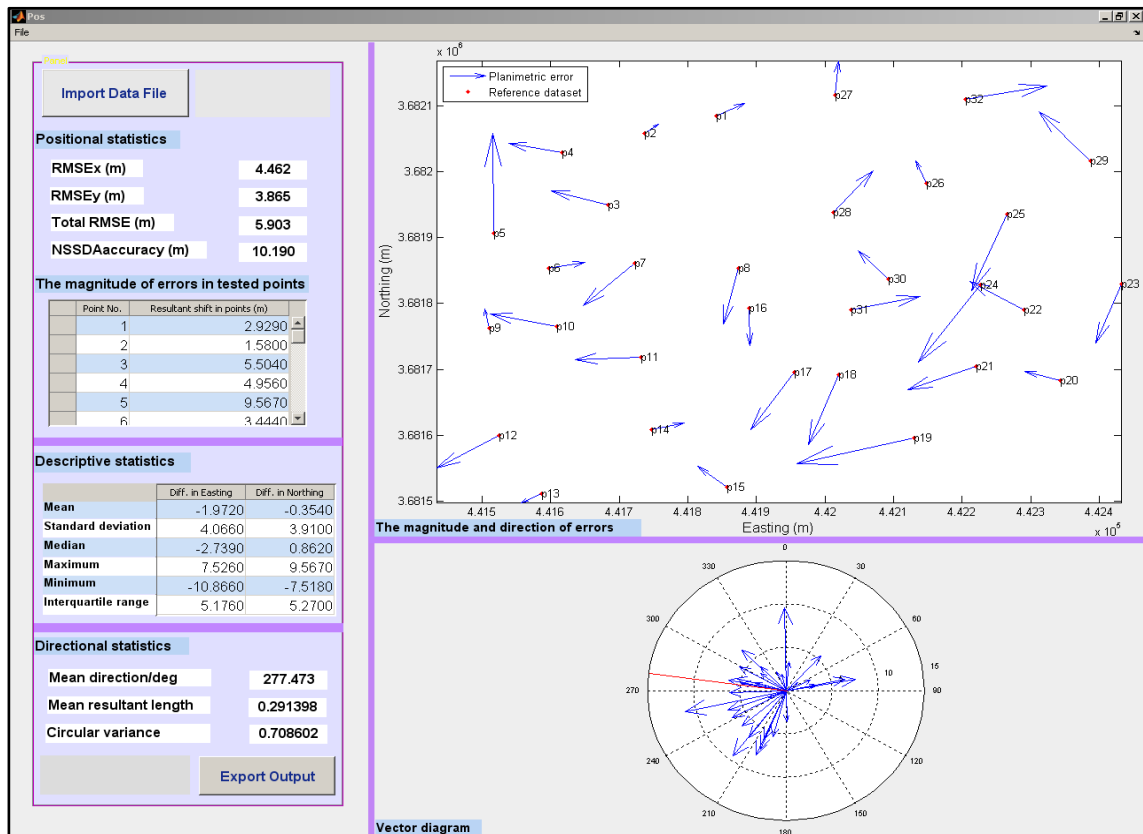 Pos
File
Import Data File
Positional statistics
RMSEx (m) 4.462
RMSEy (m) 3.865
Total RMSE (m) 5.903
NSSDAaccuracy (m) 10.190
The magnitude of errors in tested points
Point No. Resultant shift in points (m)
1 2.9290
2 1.5800
3 5.5040
4 4.9560
5 9.5670
6 3.4440
Descriptive statistics
Diff. in Easting Diff. in Northing
Mean -1.9720 -0.3540
Standard deviation 4.0660 3.9100
Median -2.7390 0.8620
Maximum 7.5260 9.5670
Minimum -10.8660 -7.5180
Interquartile range 5.1760 5.2700
Directional statistics
Mean direction/deg 277.473
Mean resultant length 0.291398
Circular variance 0.708602
Export Output
x 10^6
Planimetric error
Reference dataset
3.6821
3.682
3.6819
3.6818
3.6817
3.6816
3.6815
Northing (m)
p27
p32
p1
p2
p4
p29
p26
p3
p28
p25
p5
p6
p7
p8
p30
p24
p23
p9
p10
p16
p31
p22
p11
p17
p18
p21
p20
p12
p14
p19
p13
p15
4.415 4.416 4.417 4.418 4.419 4.42 4.421 4.422 4.423 4.424
x 10^5
Easting (m)
The magnitude and direction of errors
0
330
30
300
60
15
10
270
90
240
120
210
150
180
Vector diagram